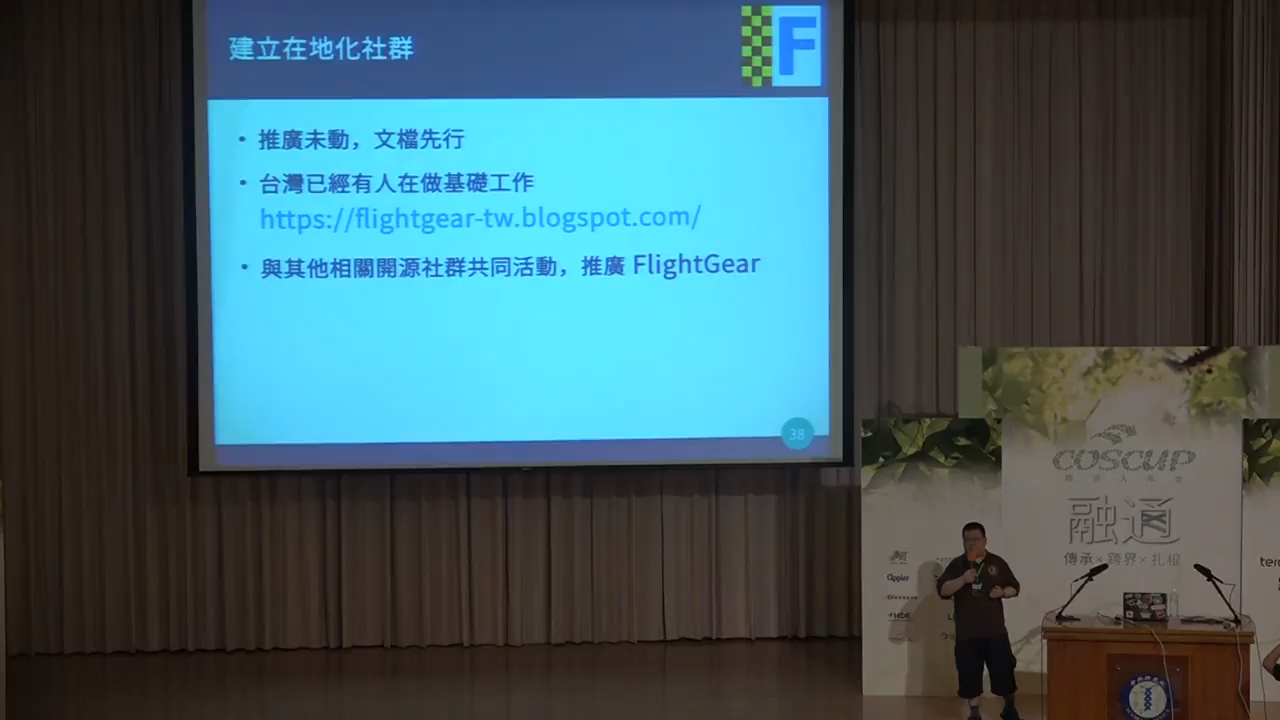 建立在地化社群
F
• 推廣未動，文檔先行
• 台灣已經有人在做基礎工作
https://flightgear-tw.blogspot.com/
• 與其他相關開源社群共同活動，推廣 FlightGear
38
COSCUP
融通
傳承×跨界×扎根
appier
HDE